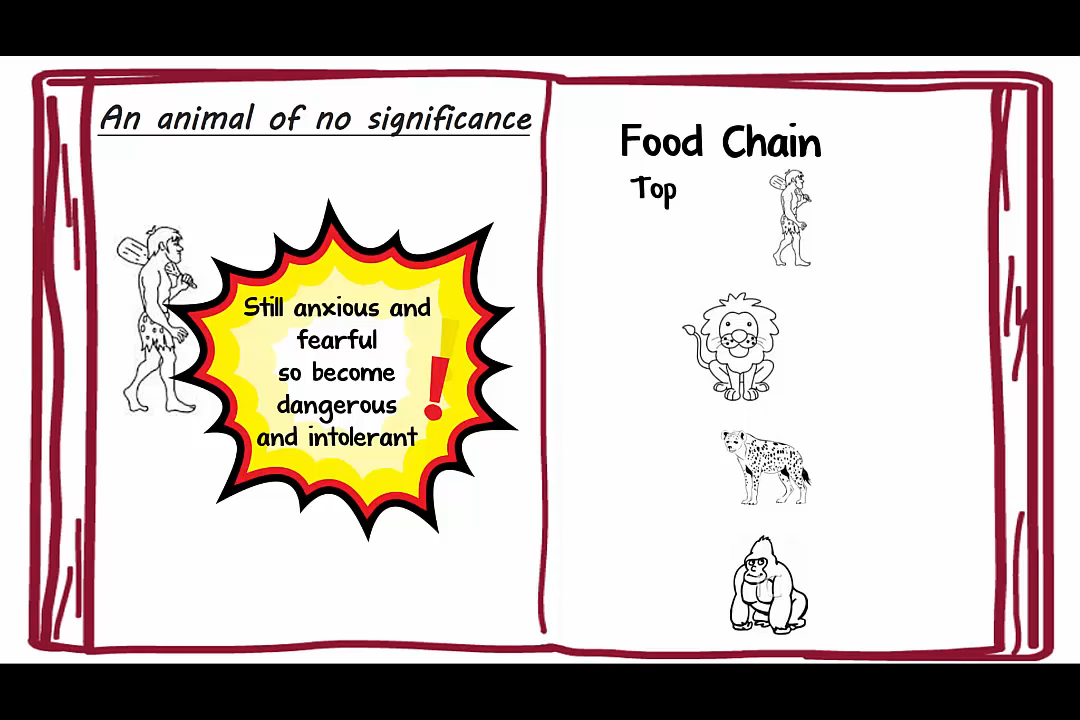 An animal of no significance
Still anxious and
fearful
so become
dangerous
and intolerant
!
Food Chain
Top